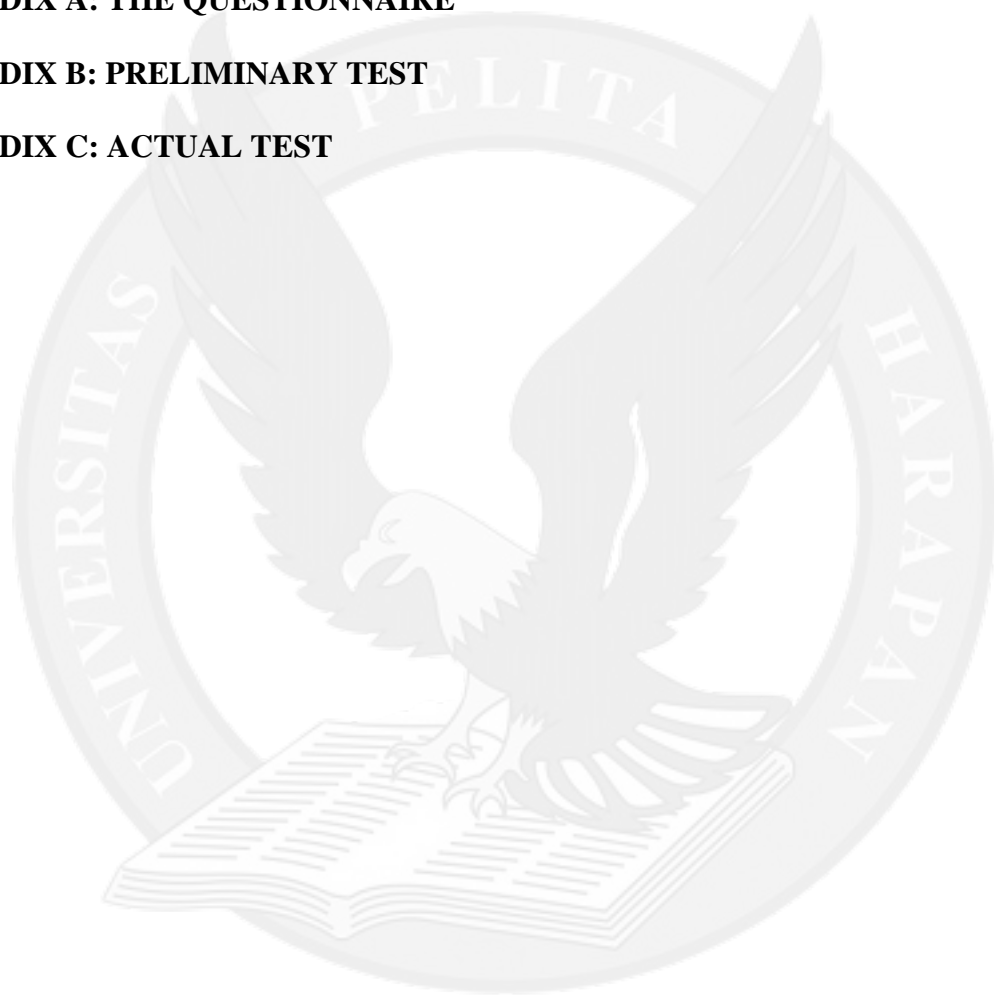 DIX A: THE QUESTIONNAIRE
DIX B: PRELIMINARY TEST
DIX C: ACTUAL TEST
UNIVERSITAS PELITA HARAPAN